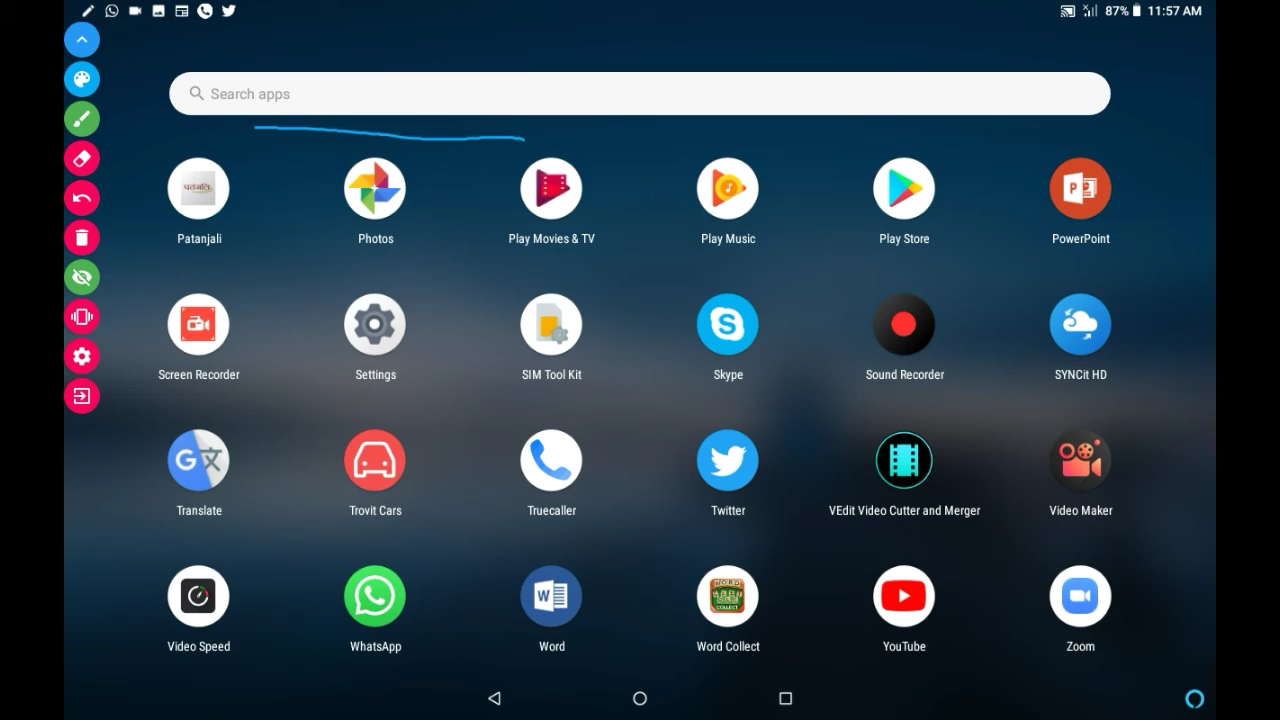 87% 11:57 AM
Search apps
पतंजलि
Patanjali Photos Play Movies & TV Play Music Play Store PowerPoint
Screen Recorder Settings SIM Tool Kit Skype Sound Recorder SYNCit HD
Translate Trovit Cars Truecaller Twitter VEdit Video Cutter and Merger Video Maker
WORD
COLLECT
Video Speed WhatsApp Word Word Collect YouTube Zoom